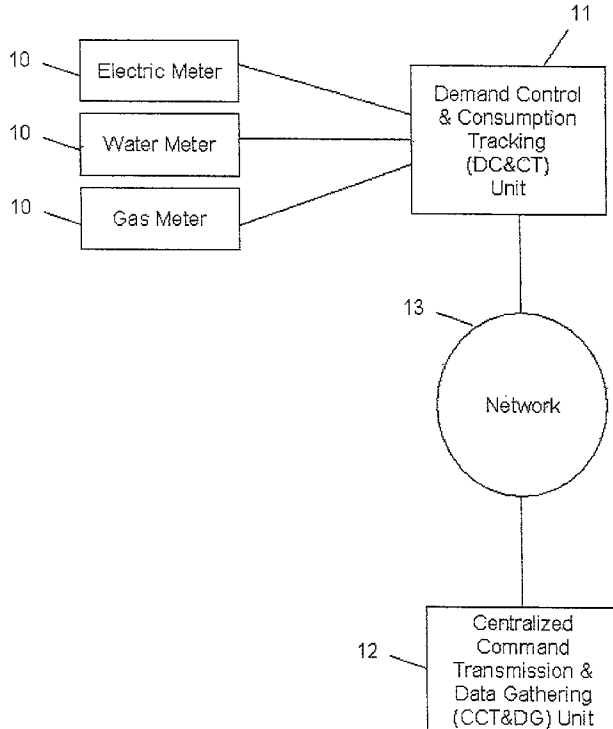 11
10
Electric Meter
10
Water Meter
10
Gas Meter
Demand Control
& Consumption
Tracking
(DC&CT)
Unit
13
Network
12
Centralized
Command
Transmission &
Data Gathering
(CCT&DG) Unit